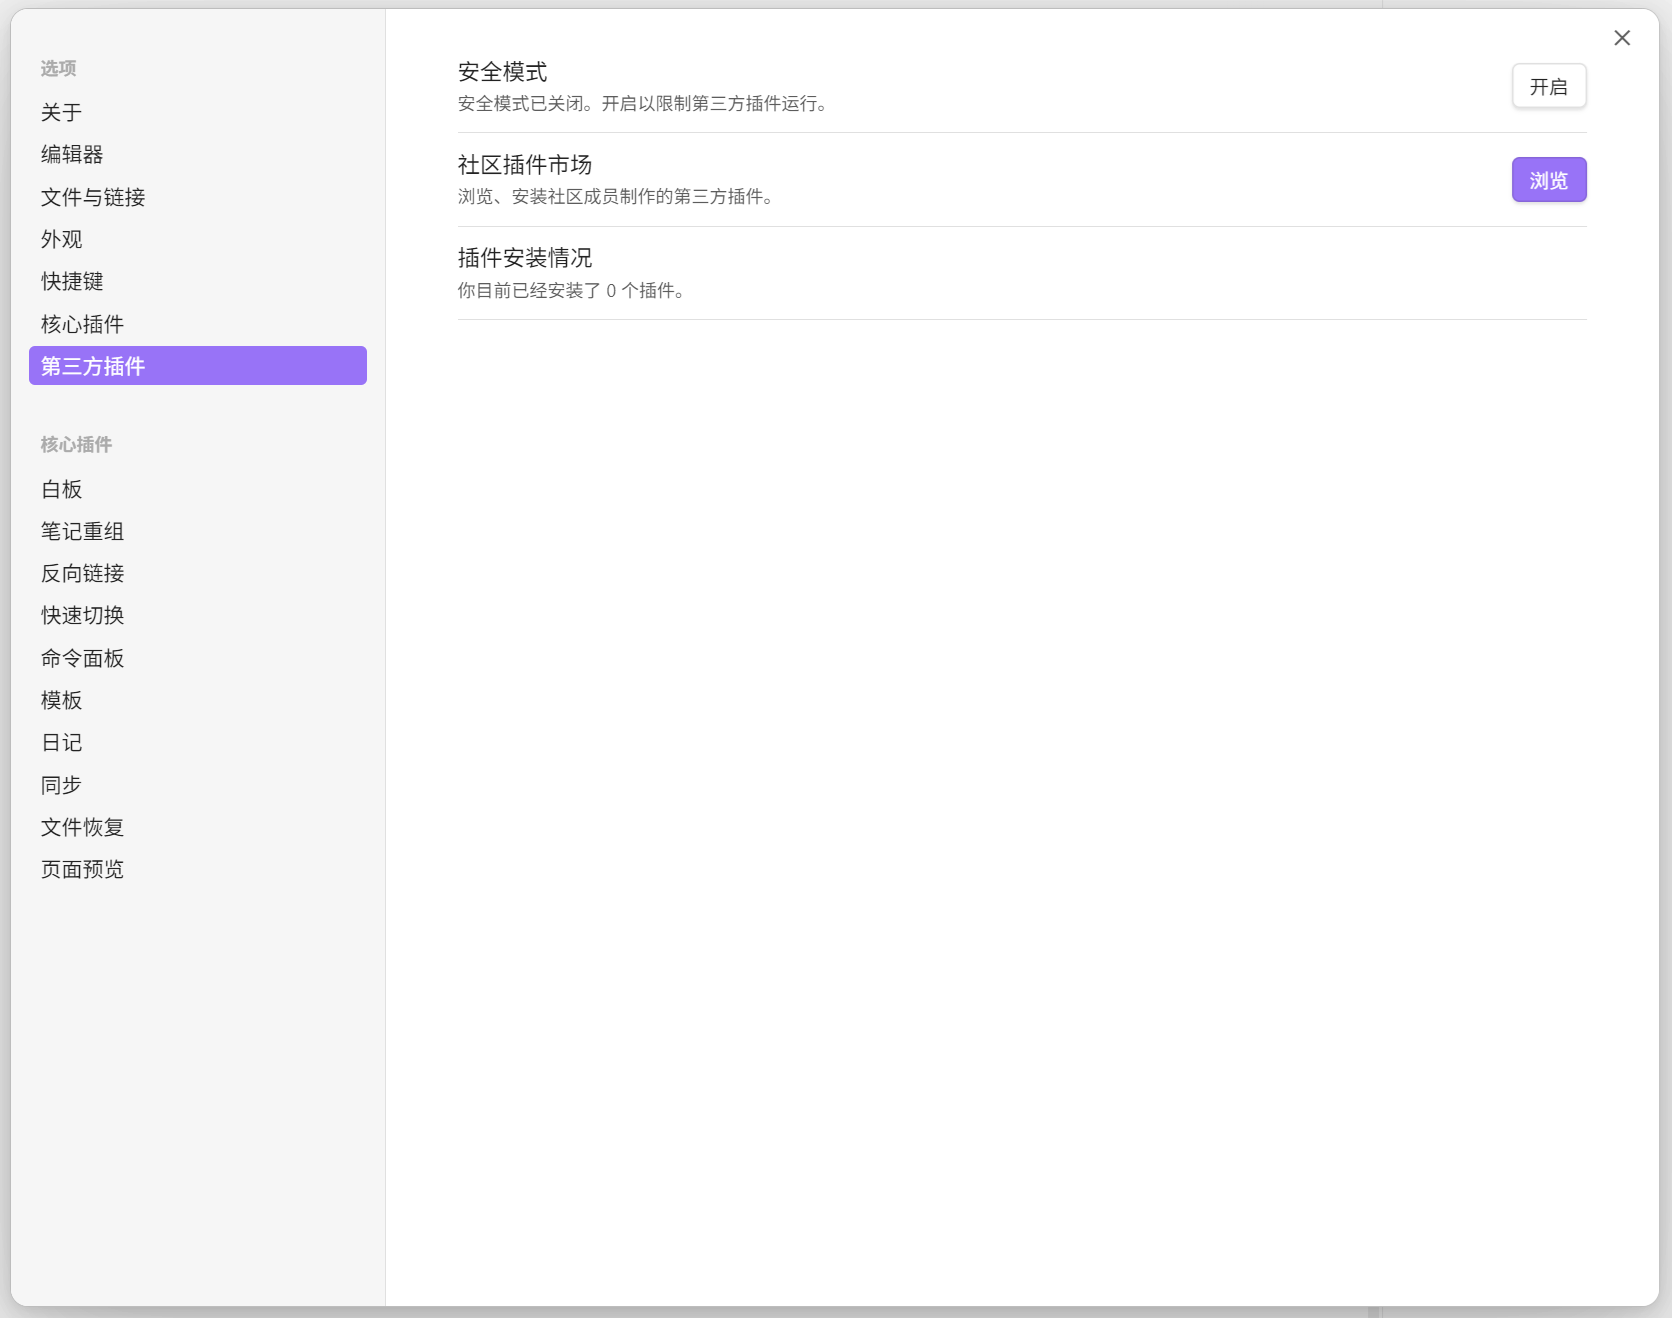 选项
关于
编辑器
文件与链接
外观
快捷键
核心插件
第三方插件
核心插件
白板
笔记重组
反向链接
快速切换
命令面板
模板
日记
同步
文件恢复
页面预览
安全模式
安全模式已关闭。开启以限制第三方插件运行。
开启
社区插件市场
浏览、安装社区成员制作的第三方插件。
浏览
插件安装情况
你目前已经安装了 0 个插件。